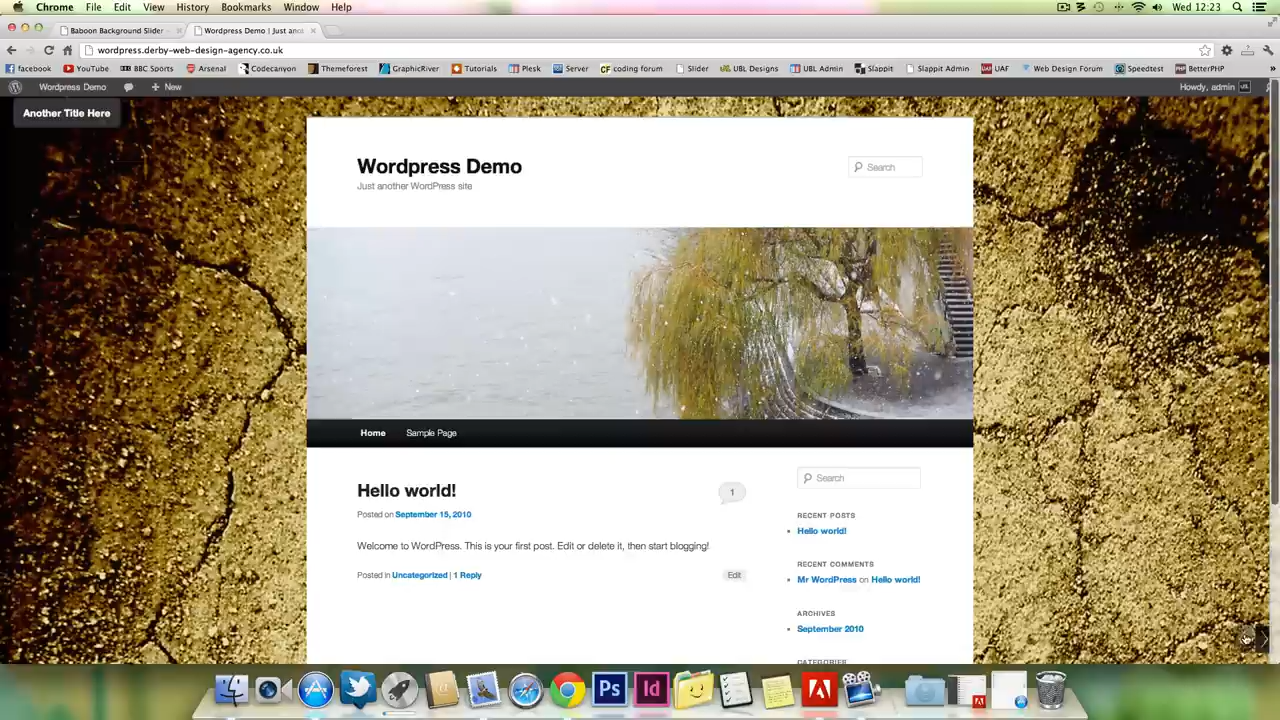 Chrome File Edit View History Bookmarks Window Help Wed 12:23
Baboon Background Slider Wordpress Demo | Just ano
wordpress.derby-web-design-agency.co.uk
facebook YouTube BBC Sports Arsenal Codecanyon Themeforest GraphicRiver Tutorials Plesk Server coding forum Slider UBL Designs UBL Admin Slappit Slappit Admin UAF Web Design Forum Speedtest BetterPHP »
Wordpress Demo New Howdy, admin
Another Title Here
Wordpress Demo
Search
Just another WordPress site
Home Sample Page
Search
Hello world!
1
Posted on September 15, 2010
RECENT POSTS
Hello world!
Welcome to WordPress. This is your first post. Edit or delete it, then start blogging!
RECENT COMMENTS
Posted in Uncategorized | 1 Reply
Edit
Mr WordPress on Hello world!
ARCHIVES
September 2010
CATEGORIES
Ps Id